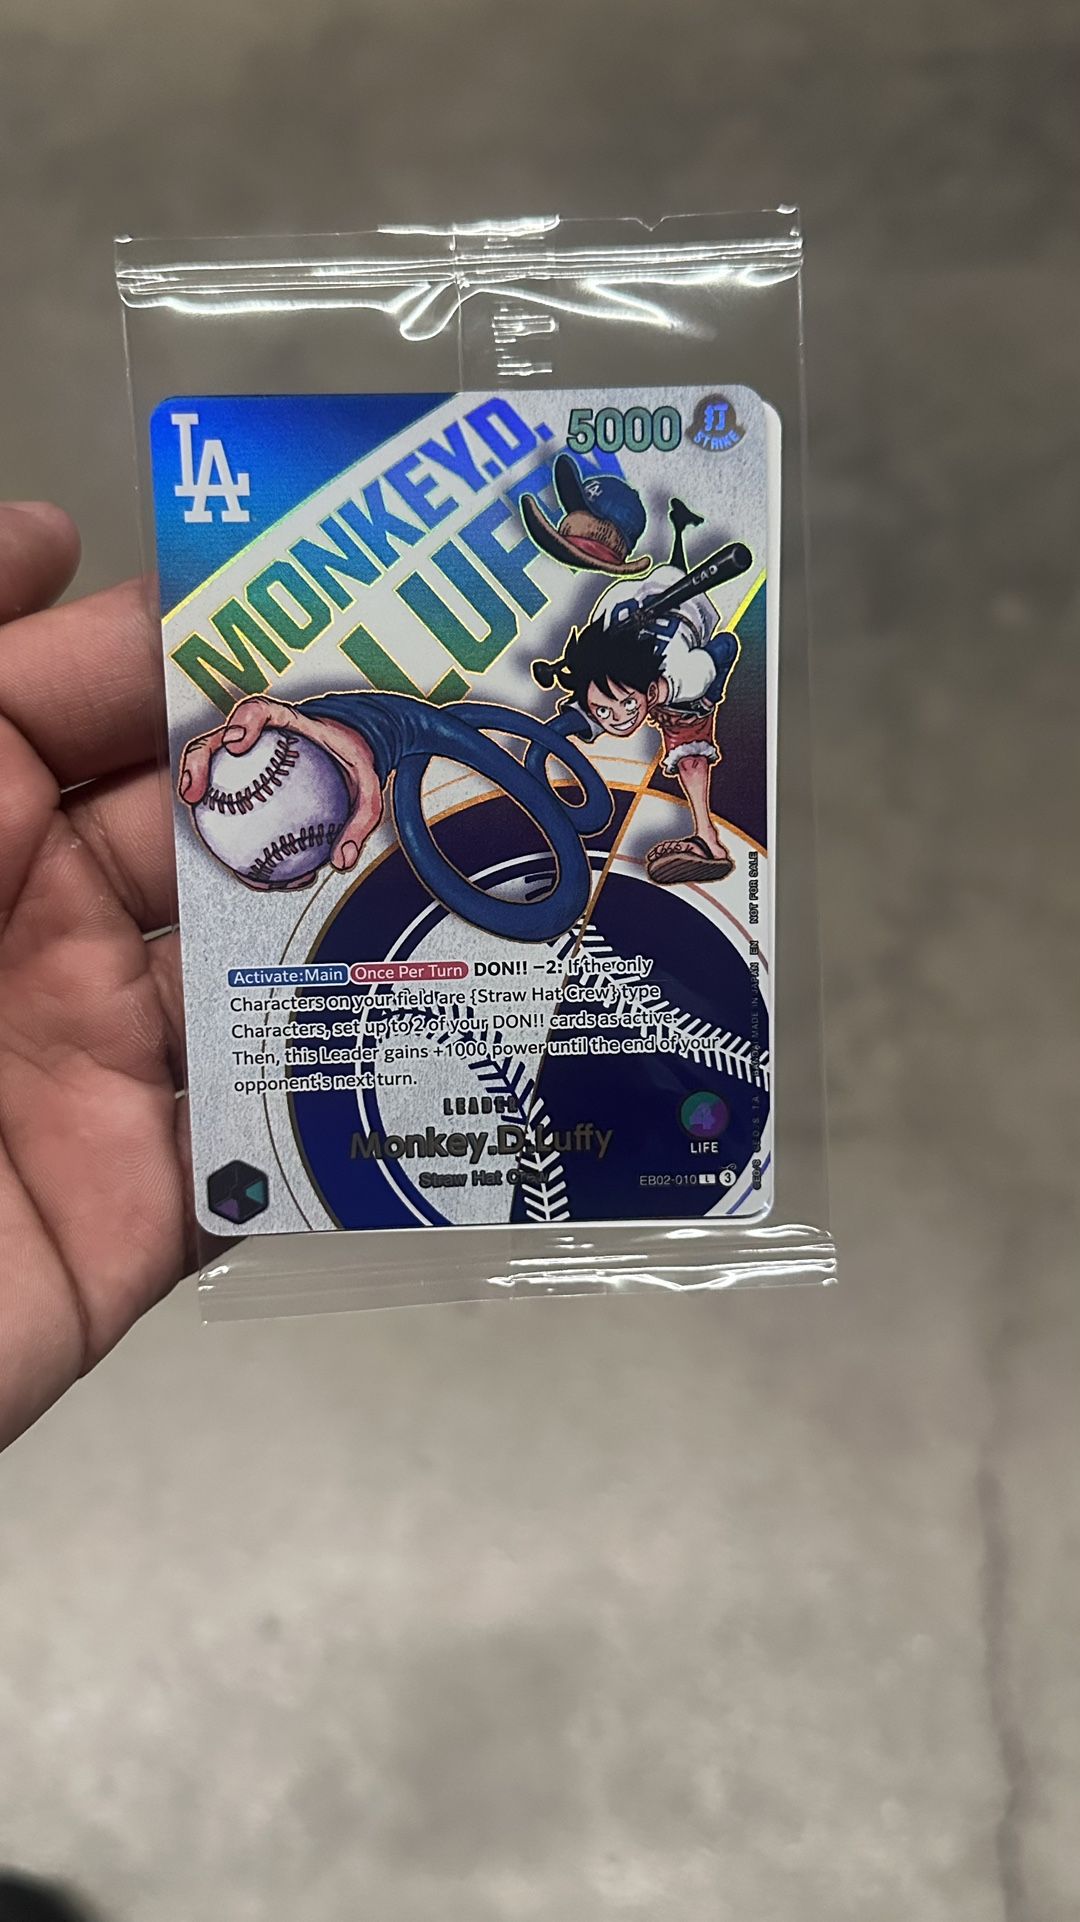 LA
MONKEY.D.
LUFFY
5000
打
STRIKE
LA
LAD
Activate:Main Once Per Turn DON!! −2: If the only
Characters on your field are {Straw Hat Crew} type
Characters, set up to 2 of your DON!! cards as active.
Then, this Leader gains +1000 power until the end of your
opponent's next turn.
LEADER
Monkey.D.Luffy
Straw Hat Crew
4
LIFE
EB02-010 L 3
MADE IN JAPAN EN NOT FOR SALE